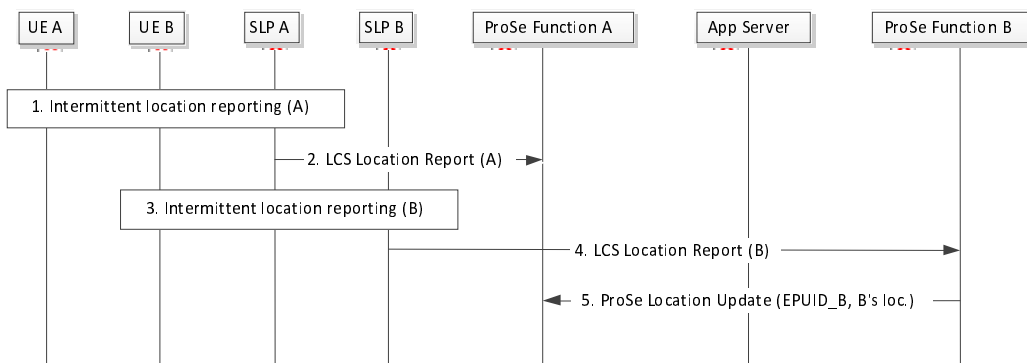 UE A
UE B
SLP A
SLP B
ProSe Function A
App Server
ProSe Function B
1. Intermittent location reporting (A)
2. LCS Location Report (A)
3. Intermittent location reporting (B)
4. LCS Location Report (B)
5. ProSe Location Update (EPUID_B, B's loc.)